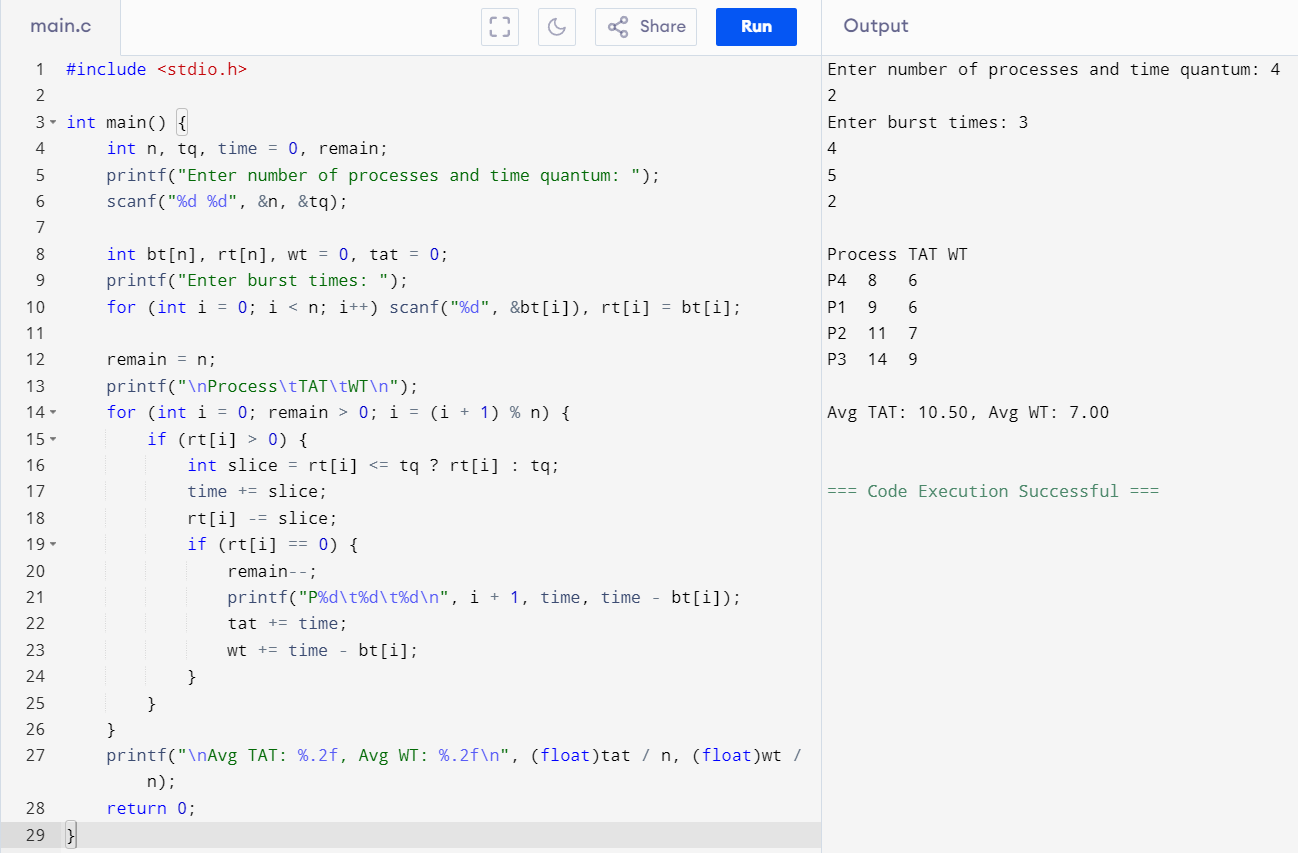 main.c
Share
Run
Output
1 #include <stdio.h>
2
3 int main() {
4     int n, tq, time = 0, remain;
5     printf("Enter number of processes and time quantum: ");
6     scanf("%d %d", &n, &tq);
7
8     int bt[n], rt[n], wt = 0, tat = 0;
9     printf("Enter burst times: ");
10     for (int i = 0; i < n; i++) scanf("%d", &bt[i]), rt[i] = bt[i];
11
12     remain = n;
13     printf("\nProcess\tTAT\tWT\n");
14     for (int i = 0; remain > 0; i = (i + 1) % n) {
15         if (rt[i] > 0) {
16             int slice = rt[i] <= tq ? rt[i] : tq;
17             time += slice;
18             rt[i] -= slice;
19             if (rt[i] == 0) {
20                 remain--;
21                 printf("P%d\t%d\t%d\n", i + 1, time, time - bt[i]);
22                 tat += time;
23                 wt += time - bt[i];
24             }
25         }
26     }
27     printf("\nAvg TAT: %.2f, Avg WT: %.2f\n", (float)tat / n, (float)wt /
        n);
28     return 0;
29 }
Enter number of processes and time quantum: 4
2
Enter burst times: 3
4
5
2

Process TAT WT
P4  8   6
P1  9   6
P2  11  7
P3  14  9

Avg TAT: 10.50, Avg WT: 7.00

=== Code Execution Successful ===